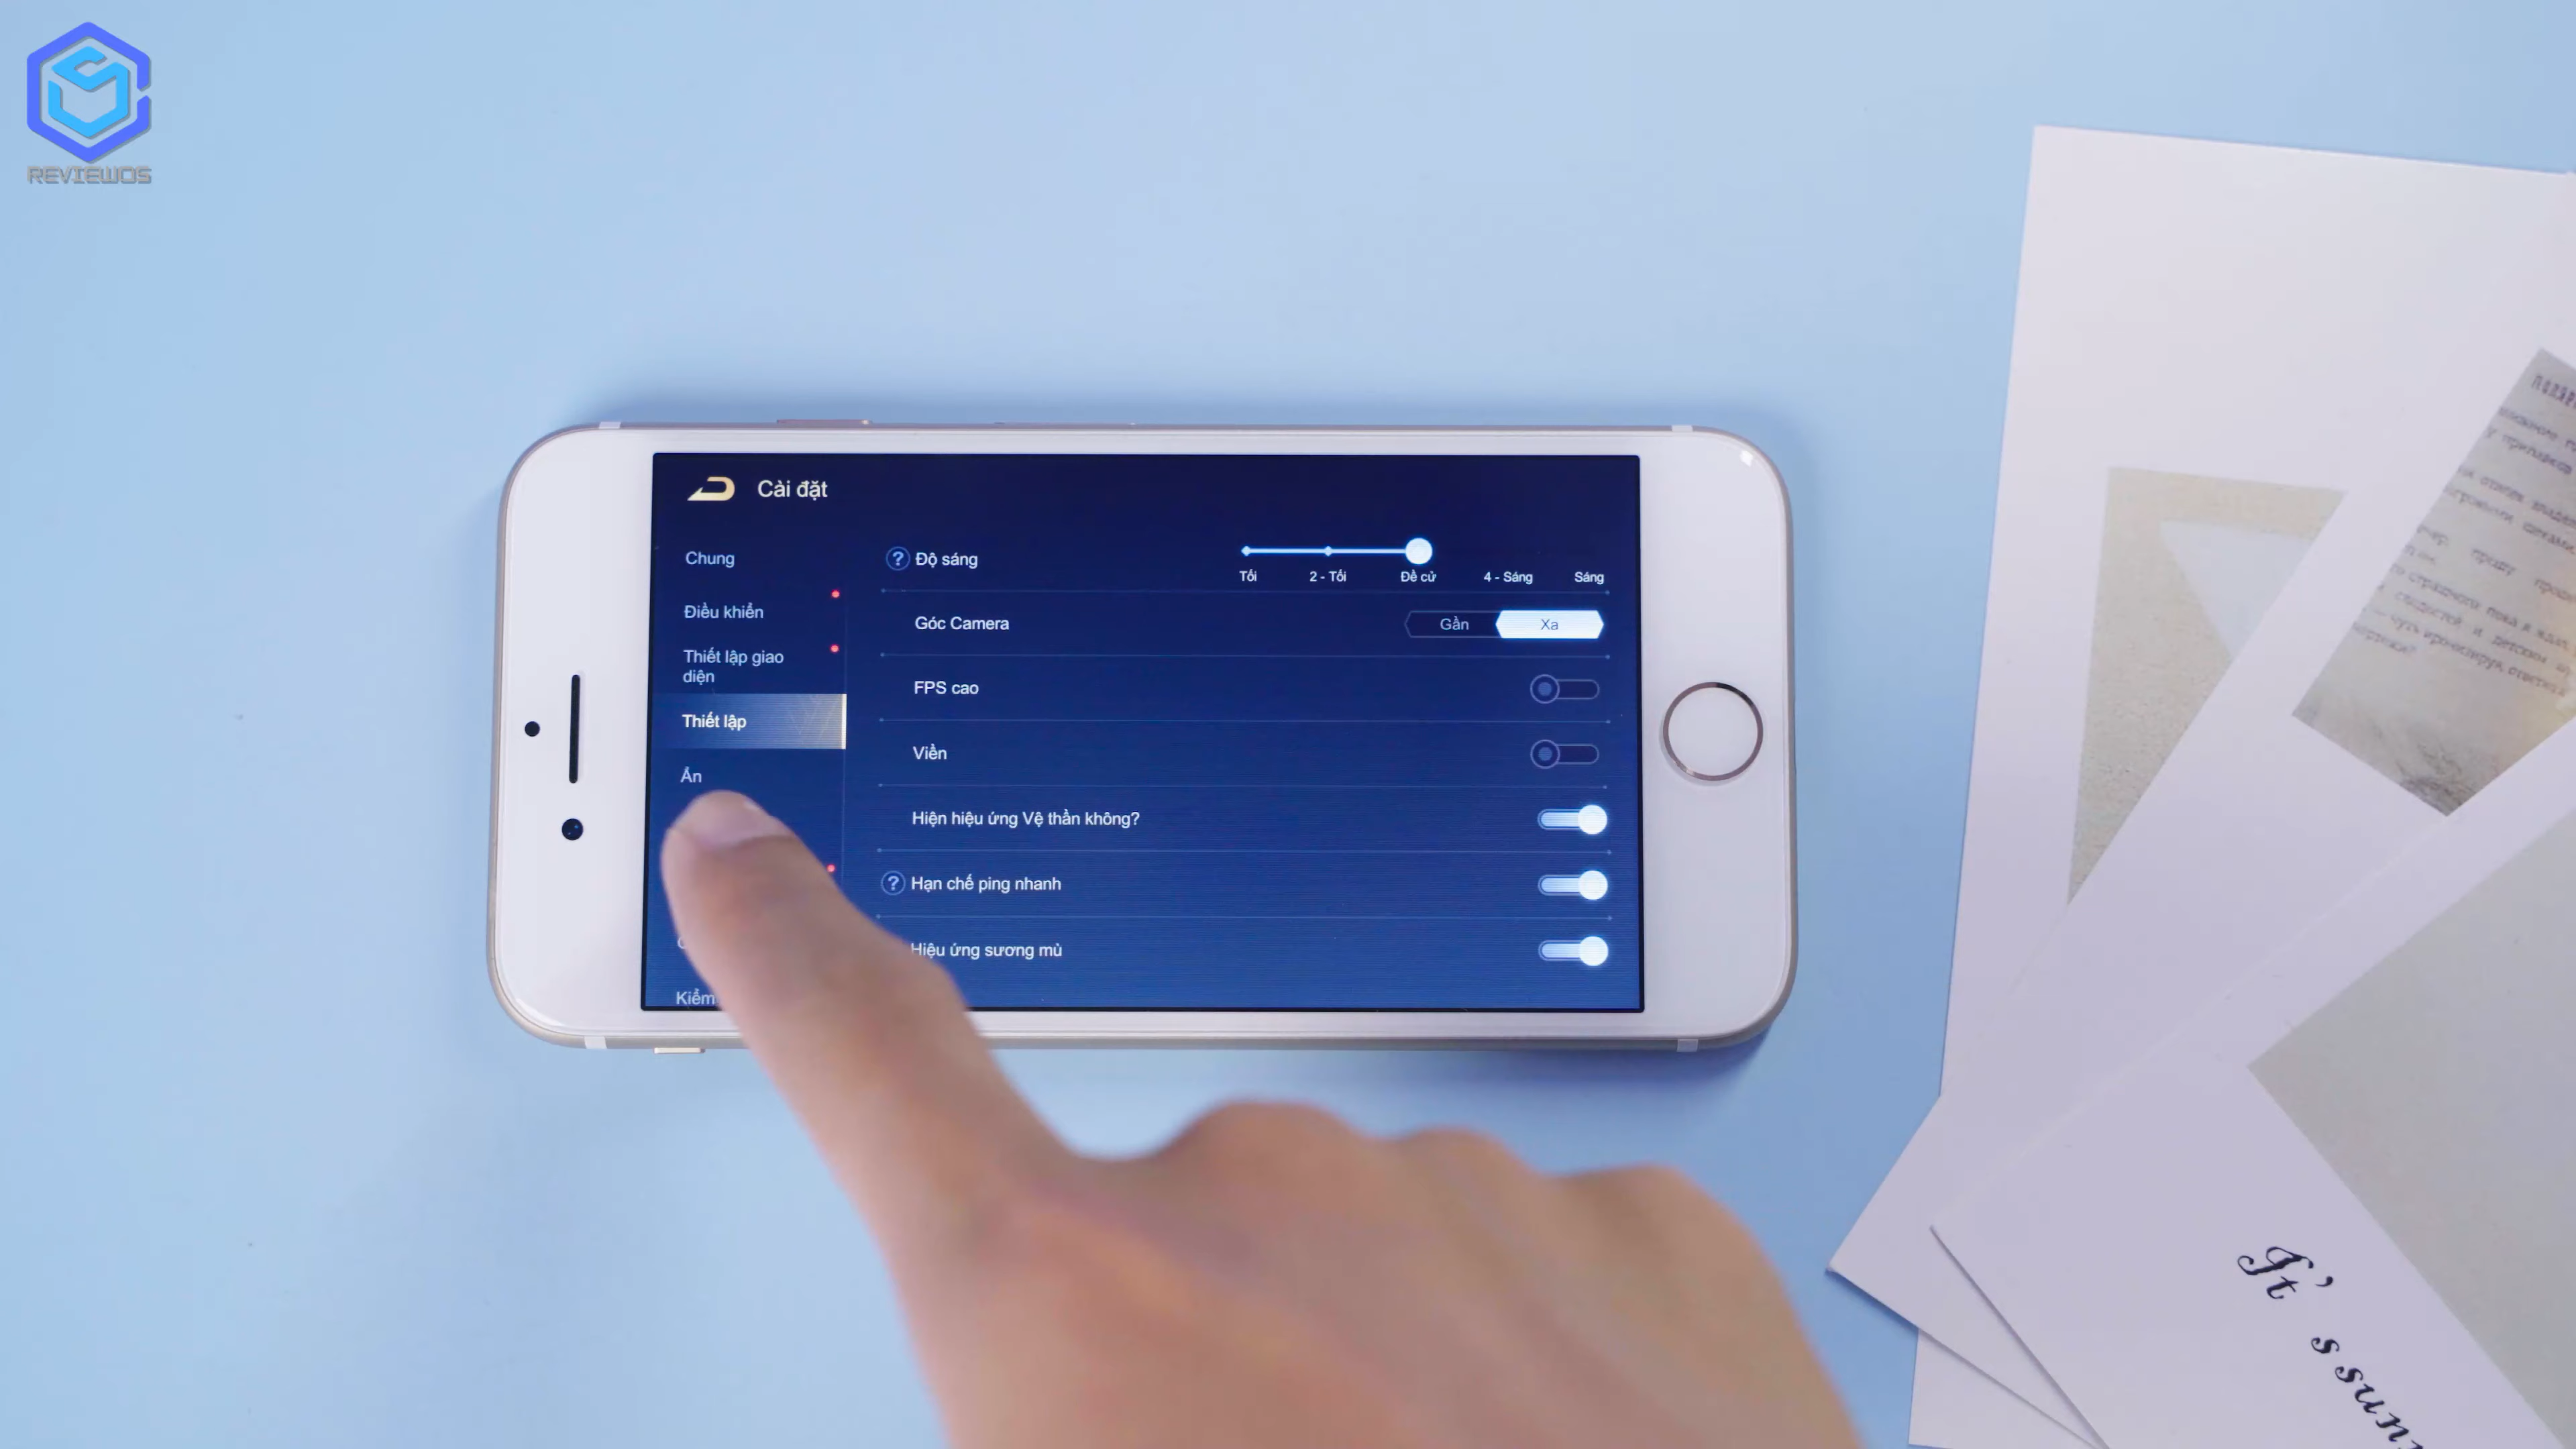 REVIEWOS
Cài đặt
Chung
Điều khiển
Thiết lập giao
diện
Thiết lập
Ẩn
Kiểm
? Độ sáng
Tối 2 - Tối Đề cử 4 - Sáng Sáng
Góc Camera Gần Xa
FPS cao
Viền
Hiện hiệu ứng Vệ thần không?
? Hạn chế ping nhanh
Hiệu ứng sương mù
It's sunn